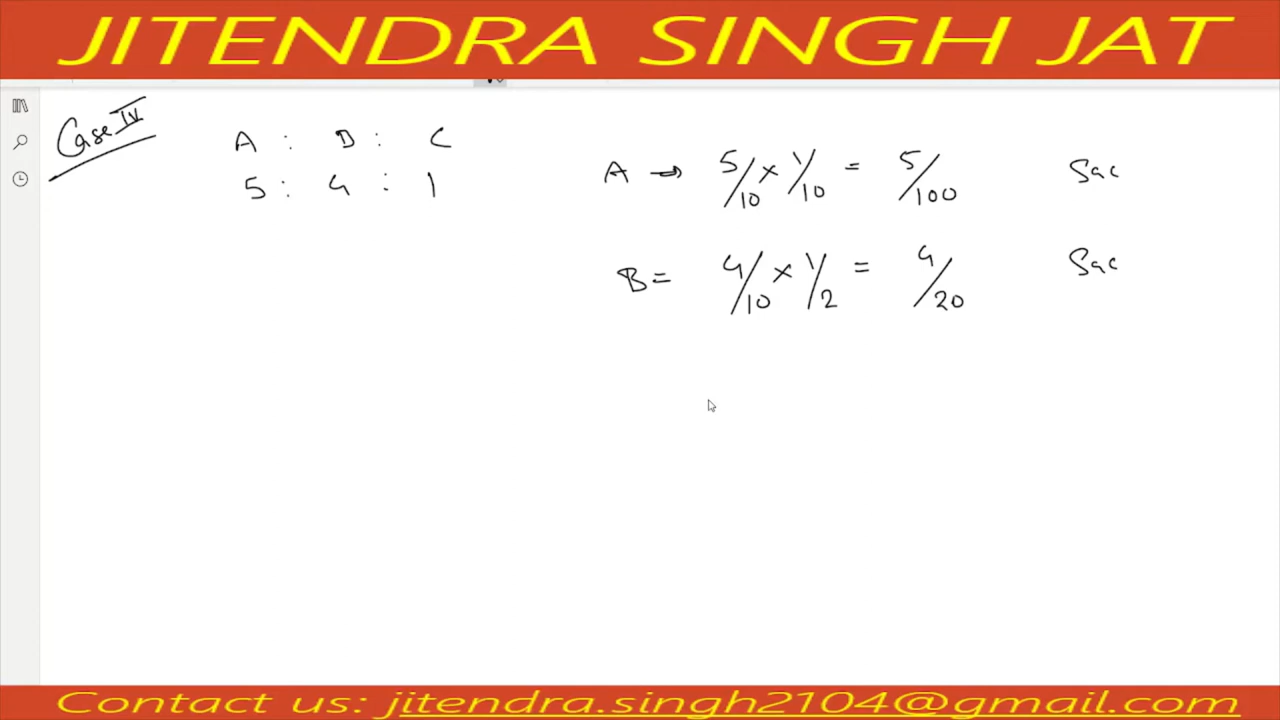 JITENDRA SINGH JAT
Case IV
A : B : C
5 : 4 : 1
A → 5/10 × 1/10 = 5/100 Sac
B = 4/10 × 1/2 = 4/20 Sac
Contact us: jitendra.singh2104@gmail.com